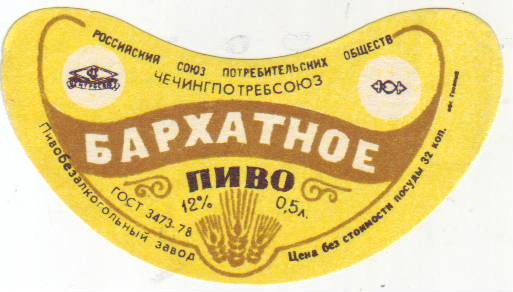 РОССИЙСКИЙ СОЮЗ ПОТРЕБИТЕЛЬСКИХ ОБЩЕСТВ
ЧЕЧИНГПОТРЕБСОЮЗ
БАРХАТНОЕ
ПИВО
12% 0,5л.
ГОСТ 3473-78
Пивобезалкогольный завод
Цена без стоимости посуды 32 коп.